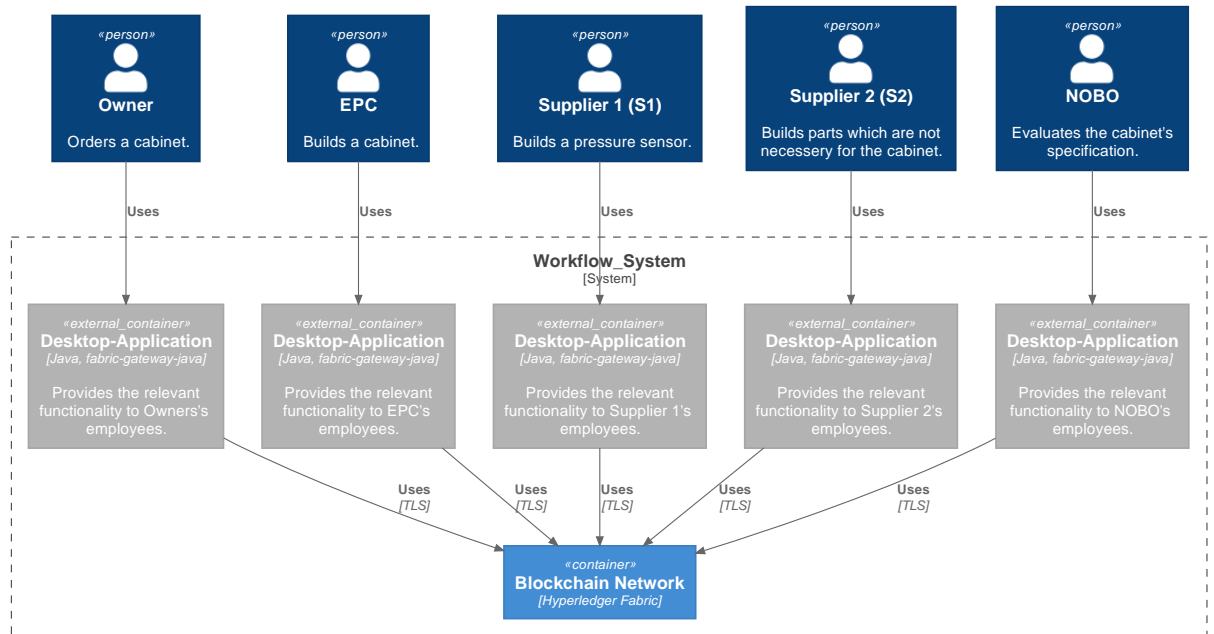 «person»
Owner
Orders a cabinet.
«person»
EPC
Builds a cabinet.
«person»
Supplier 1 (S1)
Builds a pressure sensor.
«person»
Supplier 2 (S2)
Builds parts which are not
necessery for the cabinet.
«person»
NOBO
Evaluates the cabinet's
specification.
Uses
Uses
Uses
Uses
Uses
Workflow_System
[System]
«external_container»
Desktop-Application
[Java, fabric-gateway-java]
Provides the relevant
functionality to Owners's
employees.
«external_container»
Desktop-Application
[Java, fabric-gateway-java]
Provides the relevant
functionality to EPC's
employees.
«external_container»
Desktop-Application
[Java, fabric-gateway-java]
Provides the relevant
functionality to Supplier 1's
employees.
«external_container»
Desktop-Application
[Java, fabric-gateway-java]
Provides the relevant
functionality to Supplier 2's
employees.
«external_container»
Desktop-Application
[Java, fabric-gateway-java]
Provides the relevant
functionality to NOBO's
employees.
Uses
[TLS]
Uses
[TLS]
Uses
[TLS]
Uses
[TLS]
Uses
[TLS]
«container»
Blockchain Network
[Hyperledger Fabric]